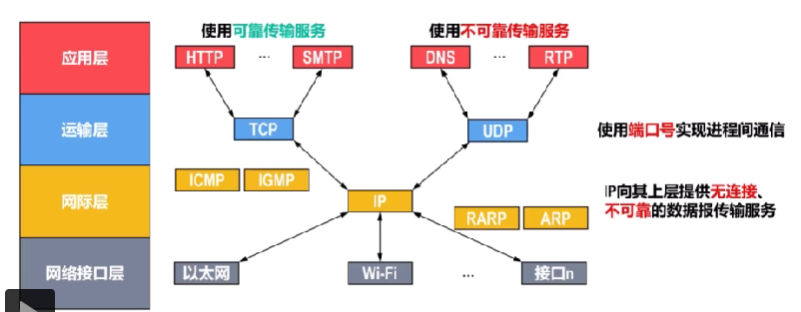 使用可靠传输服务
使用不可靠传输服务
应用层
HTTP
...
SMTP
DNS
...
RTP
运输层
TCP
UDP
使用端口号实现进程间通信
网际层
ICMP
IGMP
IP
RARP
ARP
IP向其上层提供无连接、
不可靠的数据报传输服务
网络接口层
以太网
Wi-Fi
...
接口n